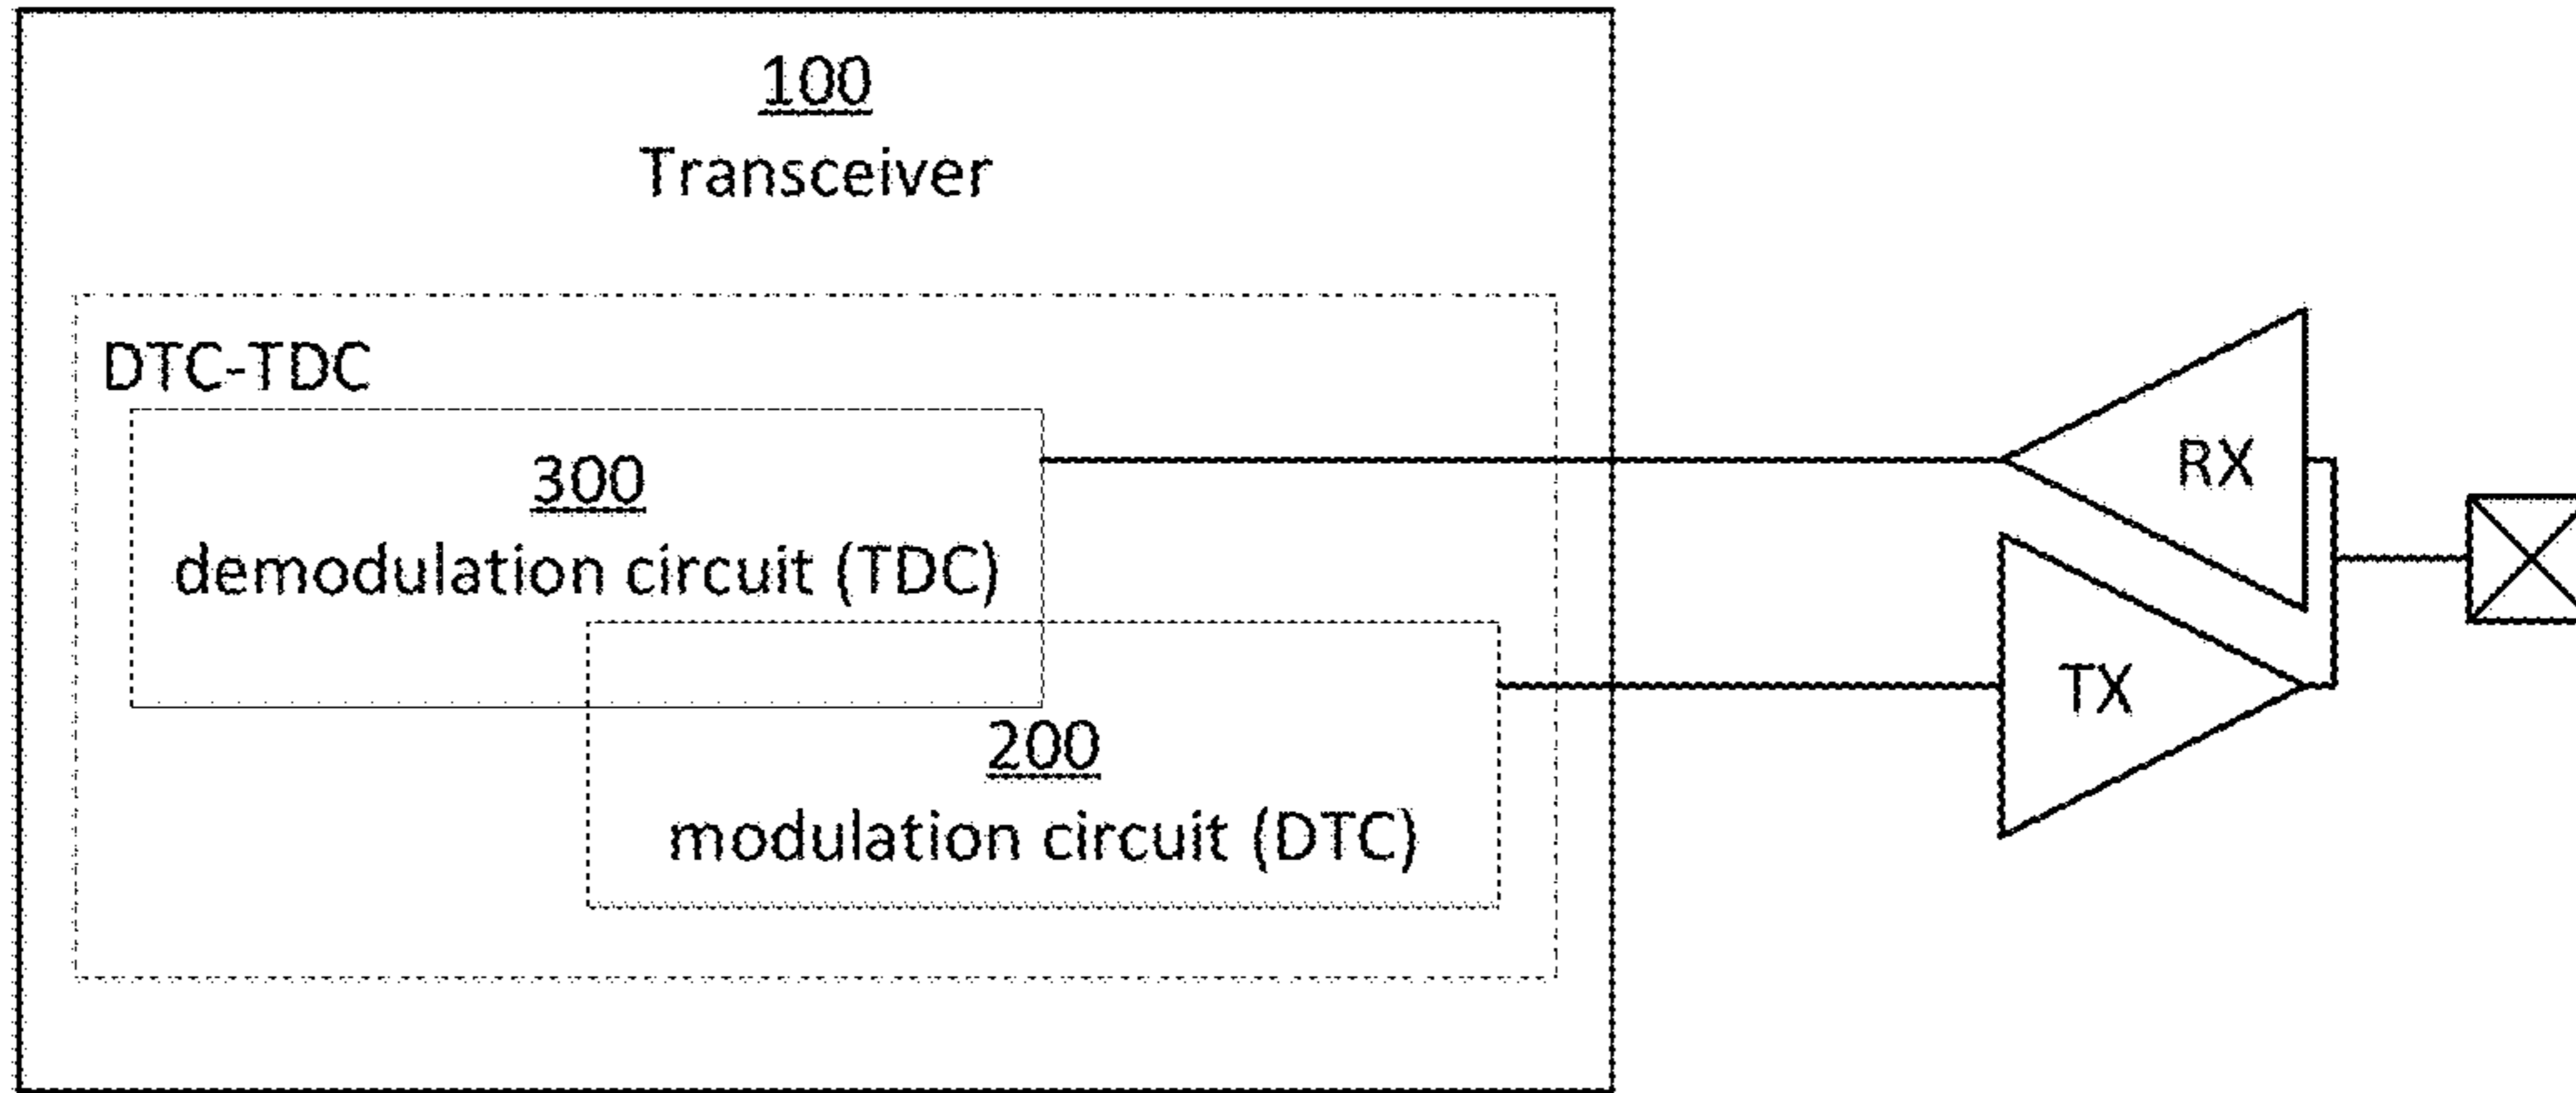 100
Transceiver
DTC-TDC
300
demodulation circuit (TDC)
200
modulation circuit (DTC)
RX
TX